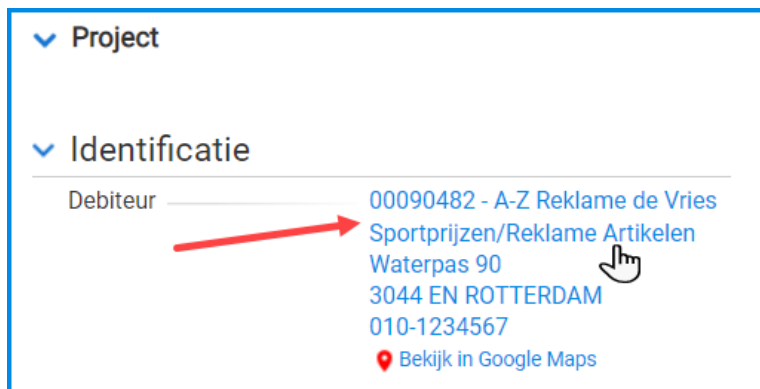 Project
Identificatie
Debiteur 00090482 - A-Z Reklame de Vries
Sportprijzen/Reklame Artikelen
Waterpas 90
3044 EN ROTTERDAM
010-1234567
Bekijk in Google Maps